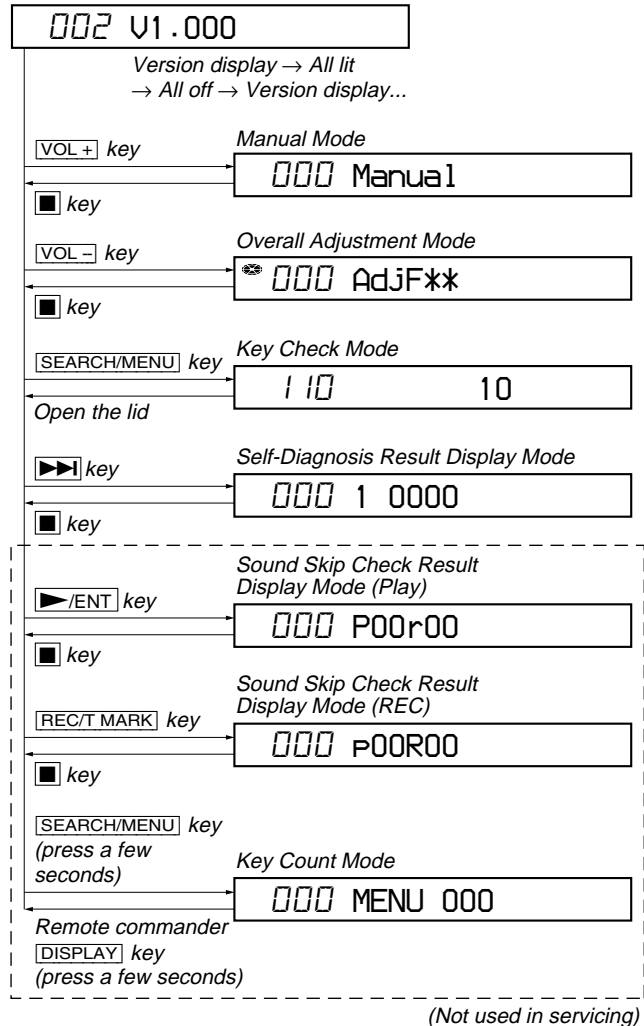 002 V1.000
Version display → All lit
→ All off → Version display...
VOL + key
Manual Mode
000 Manual
■ key
VOL – key
Overall Adjustment Mode
000 AdjF**
■ key
SEARCH/MENU key
Key Check Mode
110 10
Open the lid
▶▶| key
Self-Diagnosis Result Display Mode
000 1 0000
■ key
Sound Skip Check Result
Display Mode (Play)
▶/ENT key
000 P00r00
■ key
Sound Skip Check Result
Display Mode (REC)
REC/T MARK key
000 p00R00
■ key
SEARCH/MENU key
(press a few
seconds)
Key Count Mode
000 MENU 000
Remote commander
DISPLAY key
(press a few seconds)
(Not used in servicing)